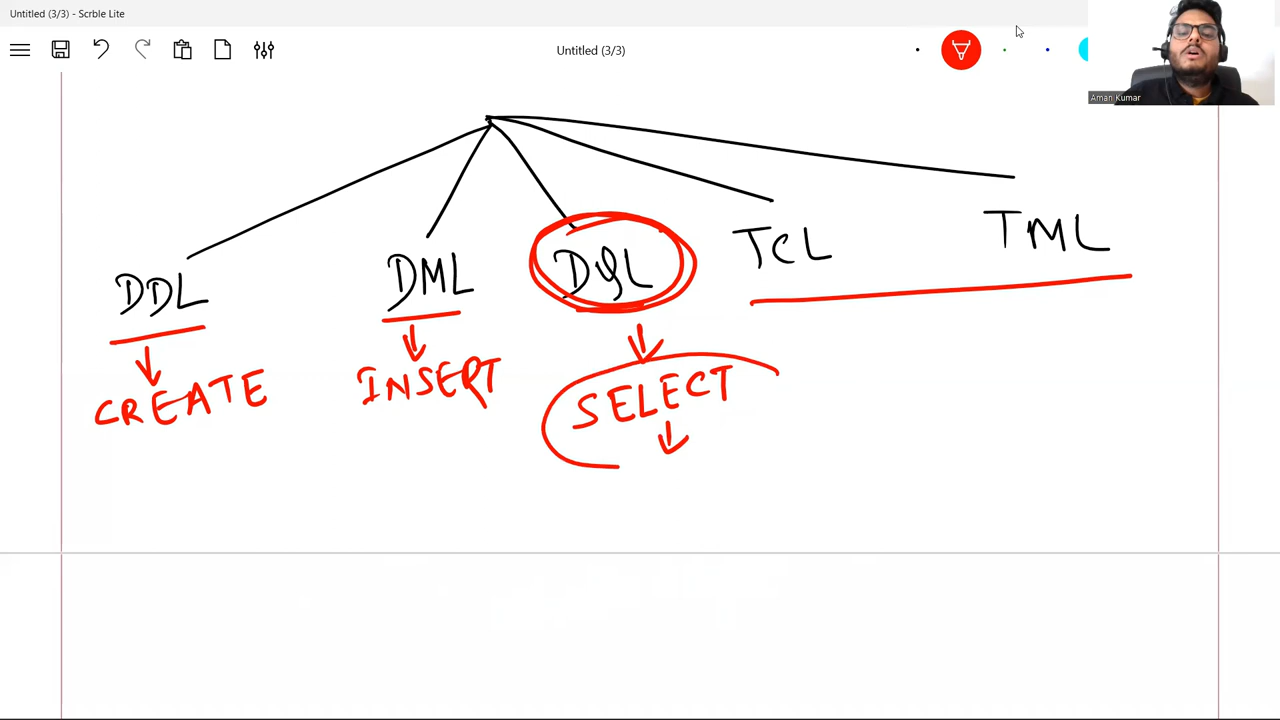 Untitled (3/3) - Scrble Lite
Untitled (3/3)
Aman Kumar
DDL DML DQL TCL TML
CREATE INSERT SELECT